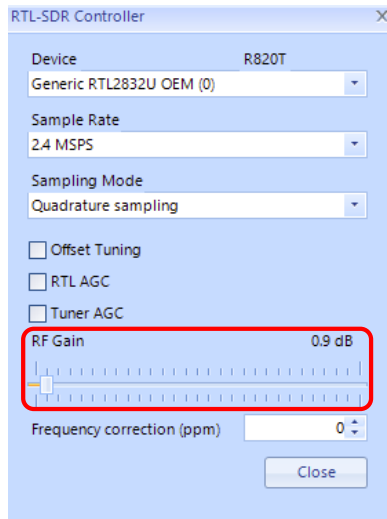 RTL-SDR Controller
Device R820T
Generic RTL2832U OEM (0)
Sample Rate
2.4 MSPS
Sampling Mode
Quadrature sampling
Offset Tuning
RTL AGC
Tuner AGC
RF Gain 0.9 dB
Frequency correction (ppm) 0
Close